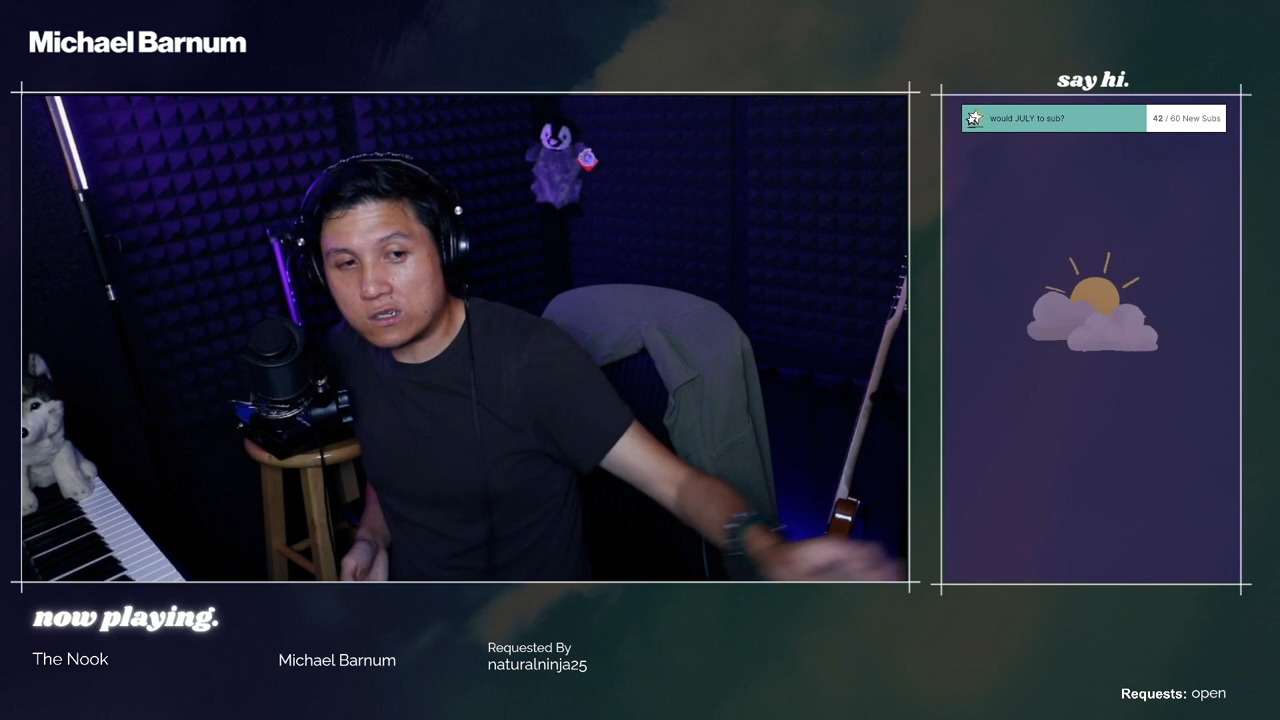 Michael Barnum
say hi.
would JULY to sub?
42 / 60 New Subs
now playing.
The Nook
Michael Barnum
Requested By
naturalninja25
Requests: open